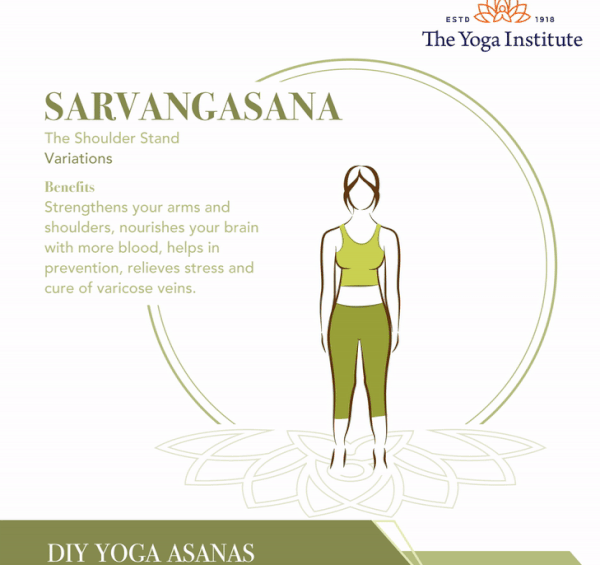 ESTD 1918
The Yoga Institute
SARVANGASANA
The Shoulder Stand
Variations
Benefits
Strengthens your arms and
shoulders, nourishes your brain
with more blood, helps in
prevention, relieves stress and
cure of varicose veins.
DIY YOGA ASANAS